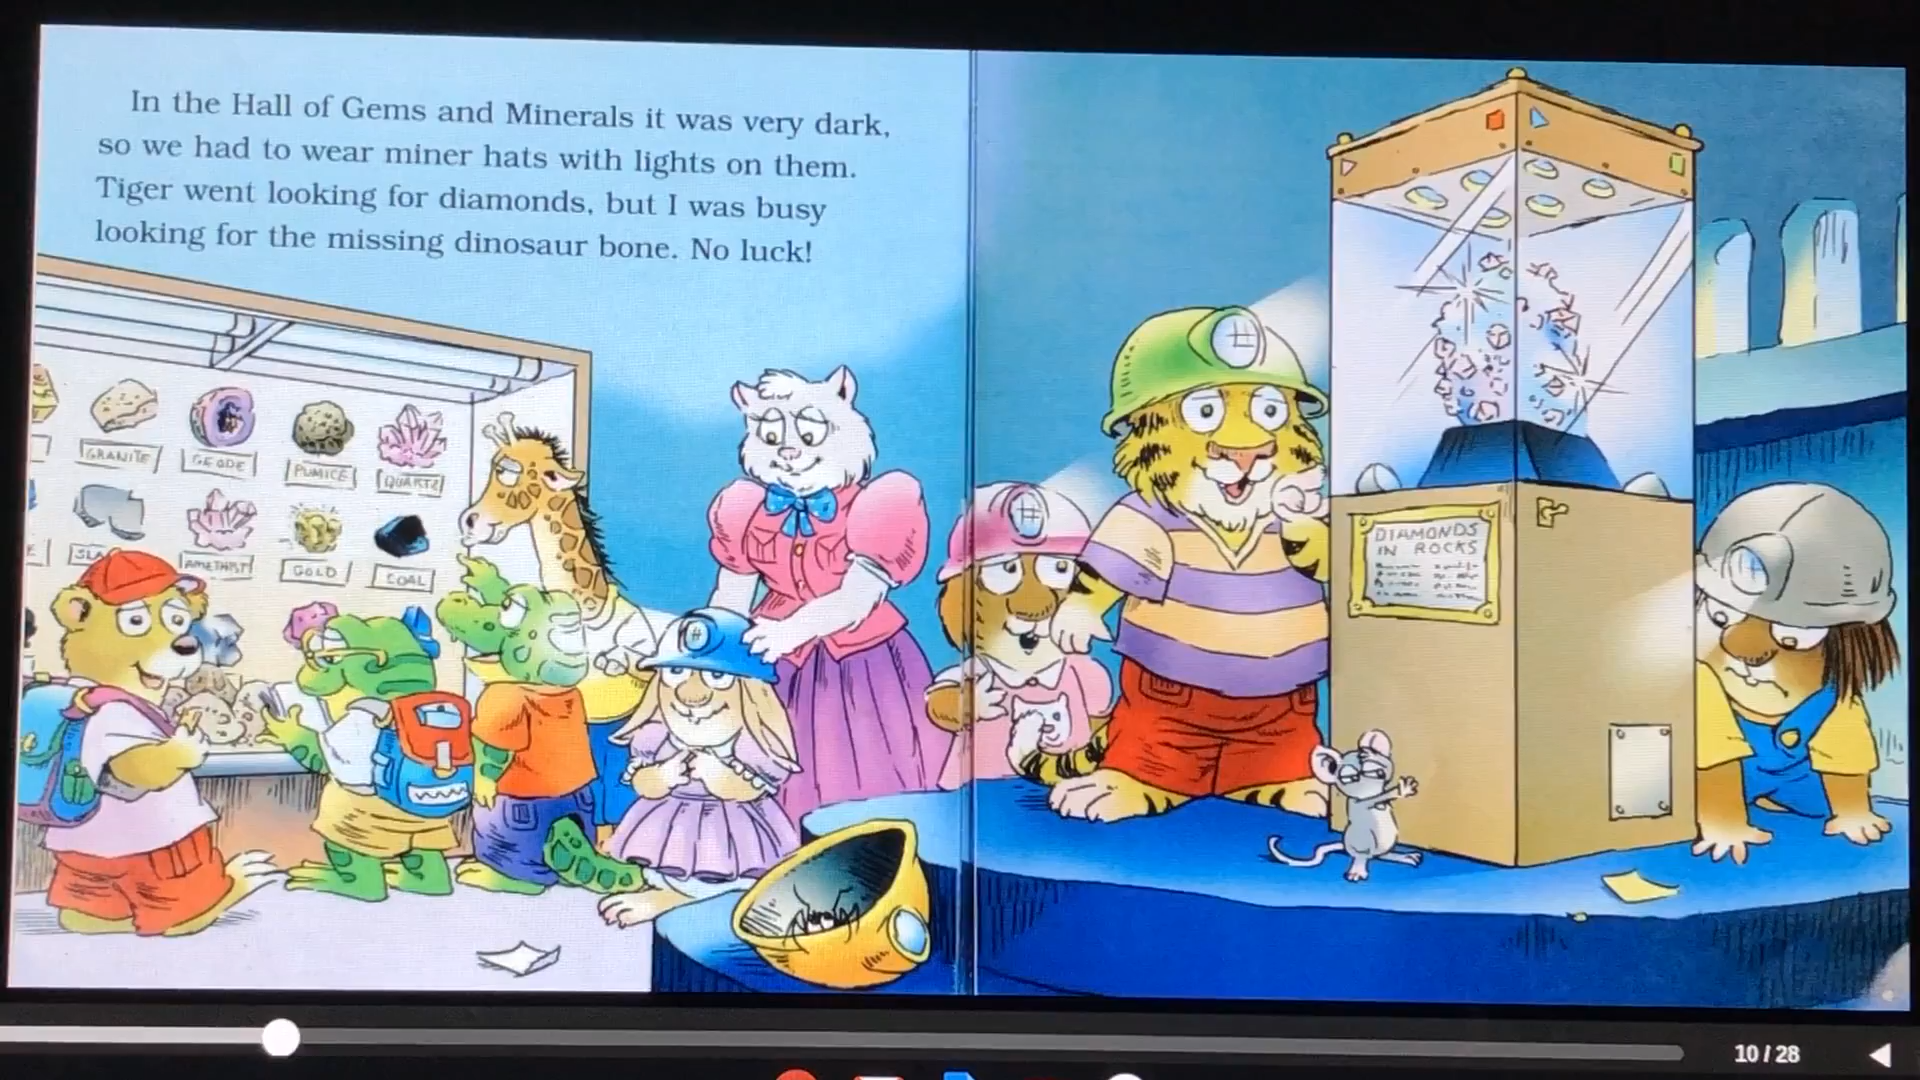 In the Hall of Gems and Minerals it was very dark,
so we had to wear miner hats with lights on them.
Tiger went looking for diamonds, but I was busy
looking for the missing dinosaur bone. No luck!
GRANITE
GEODE
PUMICE
QUARTZ
AMETHYST
GOLD
COAL
DIAMONDS
IN ROCKS
10 / 28